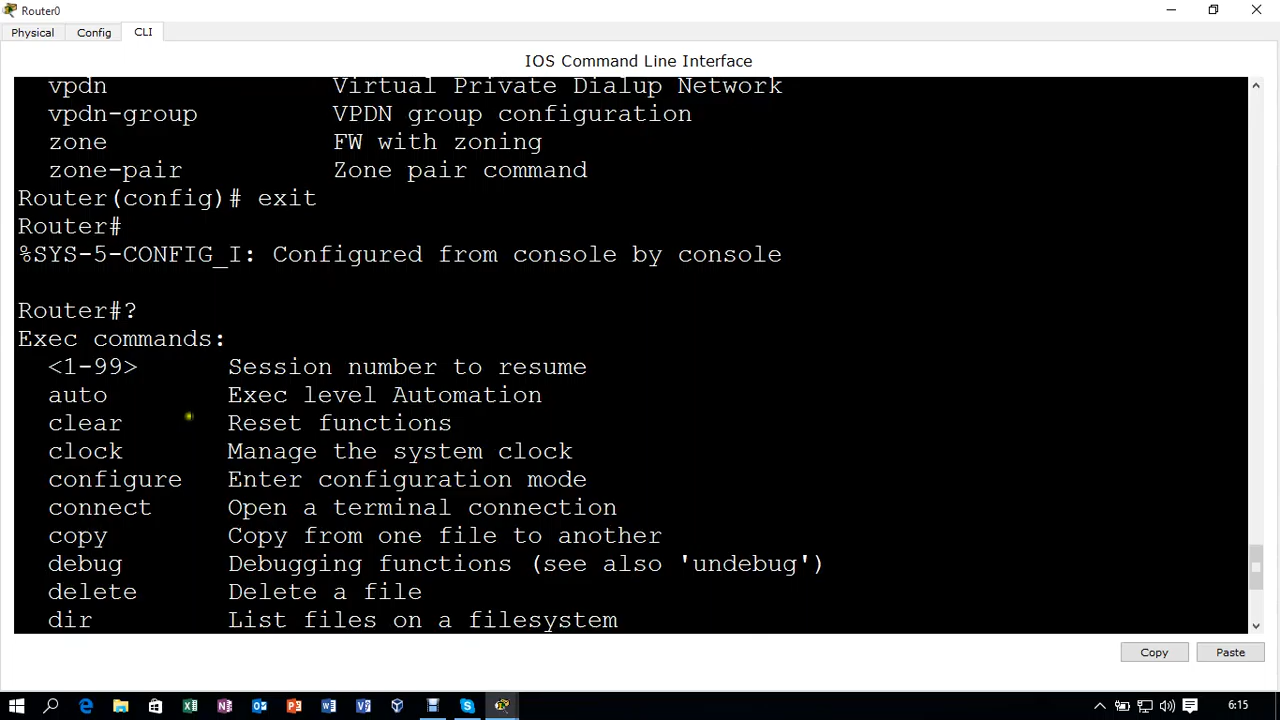 Router0
Physical Config CLI
IOS Command Line Interface
vpdn Virtual Private Dialup Network
vpdn-group VPDN group configuration
zone FW with zoning
zone-pair Zone pair command
Router(config)# exit
Router#
%SYS-5-CONFIG_I: Configured from console by console
Router#?
Exec commands:
<1-99> Session number to resume
auto Exec level Automation
clear Reset functions
clock Manage the system clock
configure Enter configuration mode
connect Open a terminal connection
copy Copy from one file to another
debug Debugging functions (see also 'undebug')
delete Delete a file
dir List files on a filesystem
Copy Paste
6:15